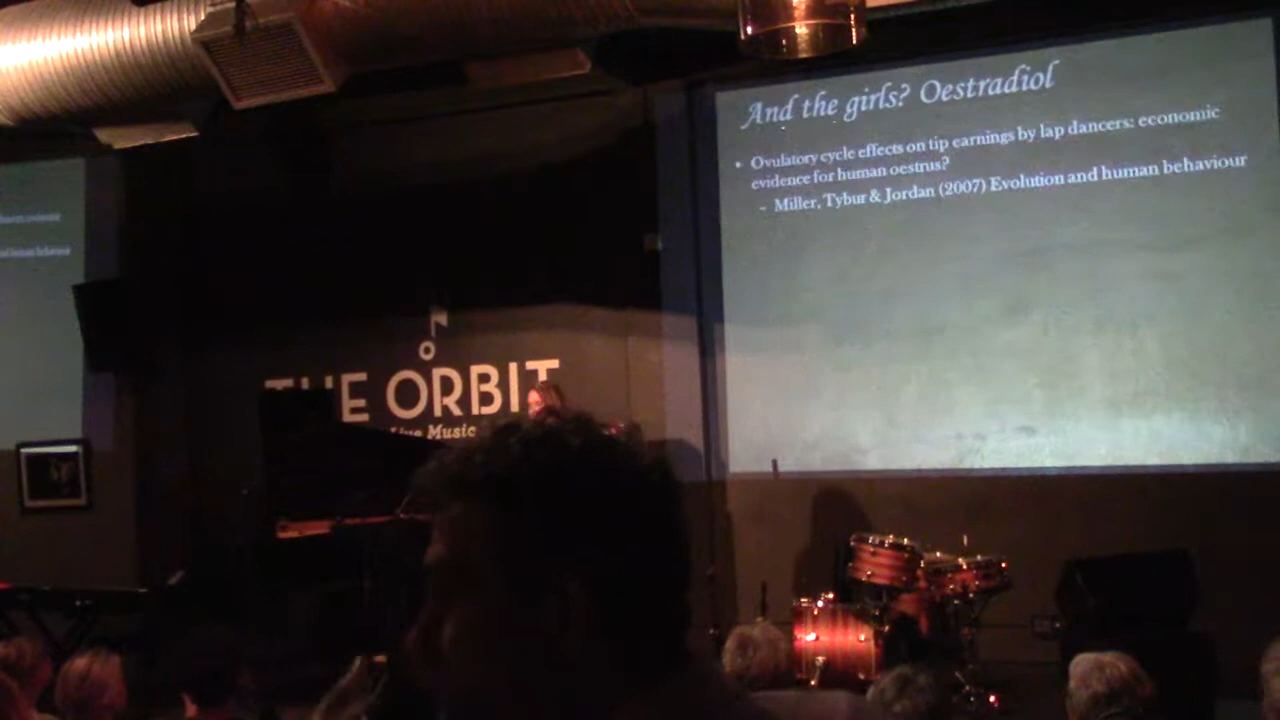 And the girls? Oestradiol
• Ovulatory cycle effects on tip earnings by lap dancers: economic
evidence for human oestrus?
– Miller, Tybur & Jordan (2007) Evolution and human behaviour
THE ORBIT
Live Music